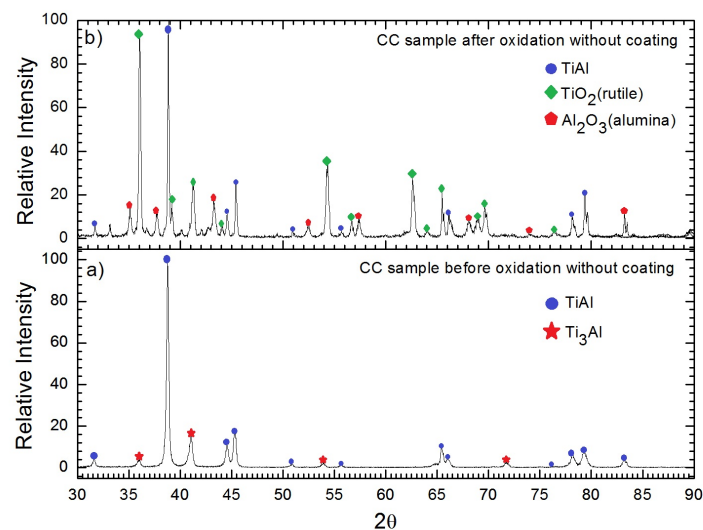 b)
CC sample after oxidation without coating
TiAl
TiO2(rutile)
Al2O3(alumina)
Relative Intensity
100
80
60
40
20
0
a)
CC sample before oxidation without coating
TiAl
Ti3Al
Relative Intensity
100
80
60
40
20
0
30 35 40 45 50 55 60 65 70 75 80 85 90
2θ